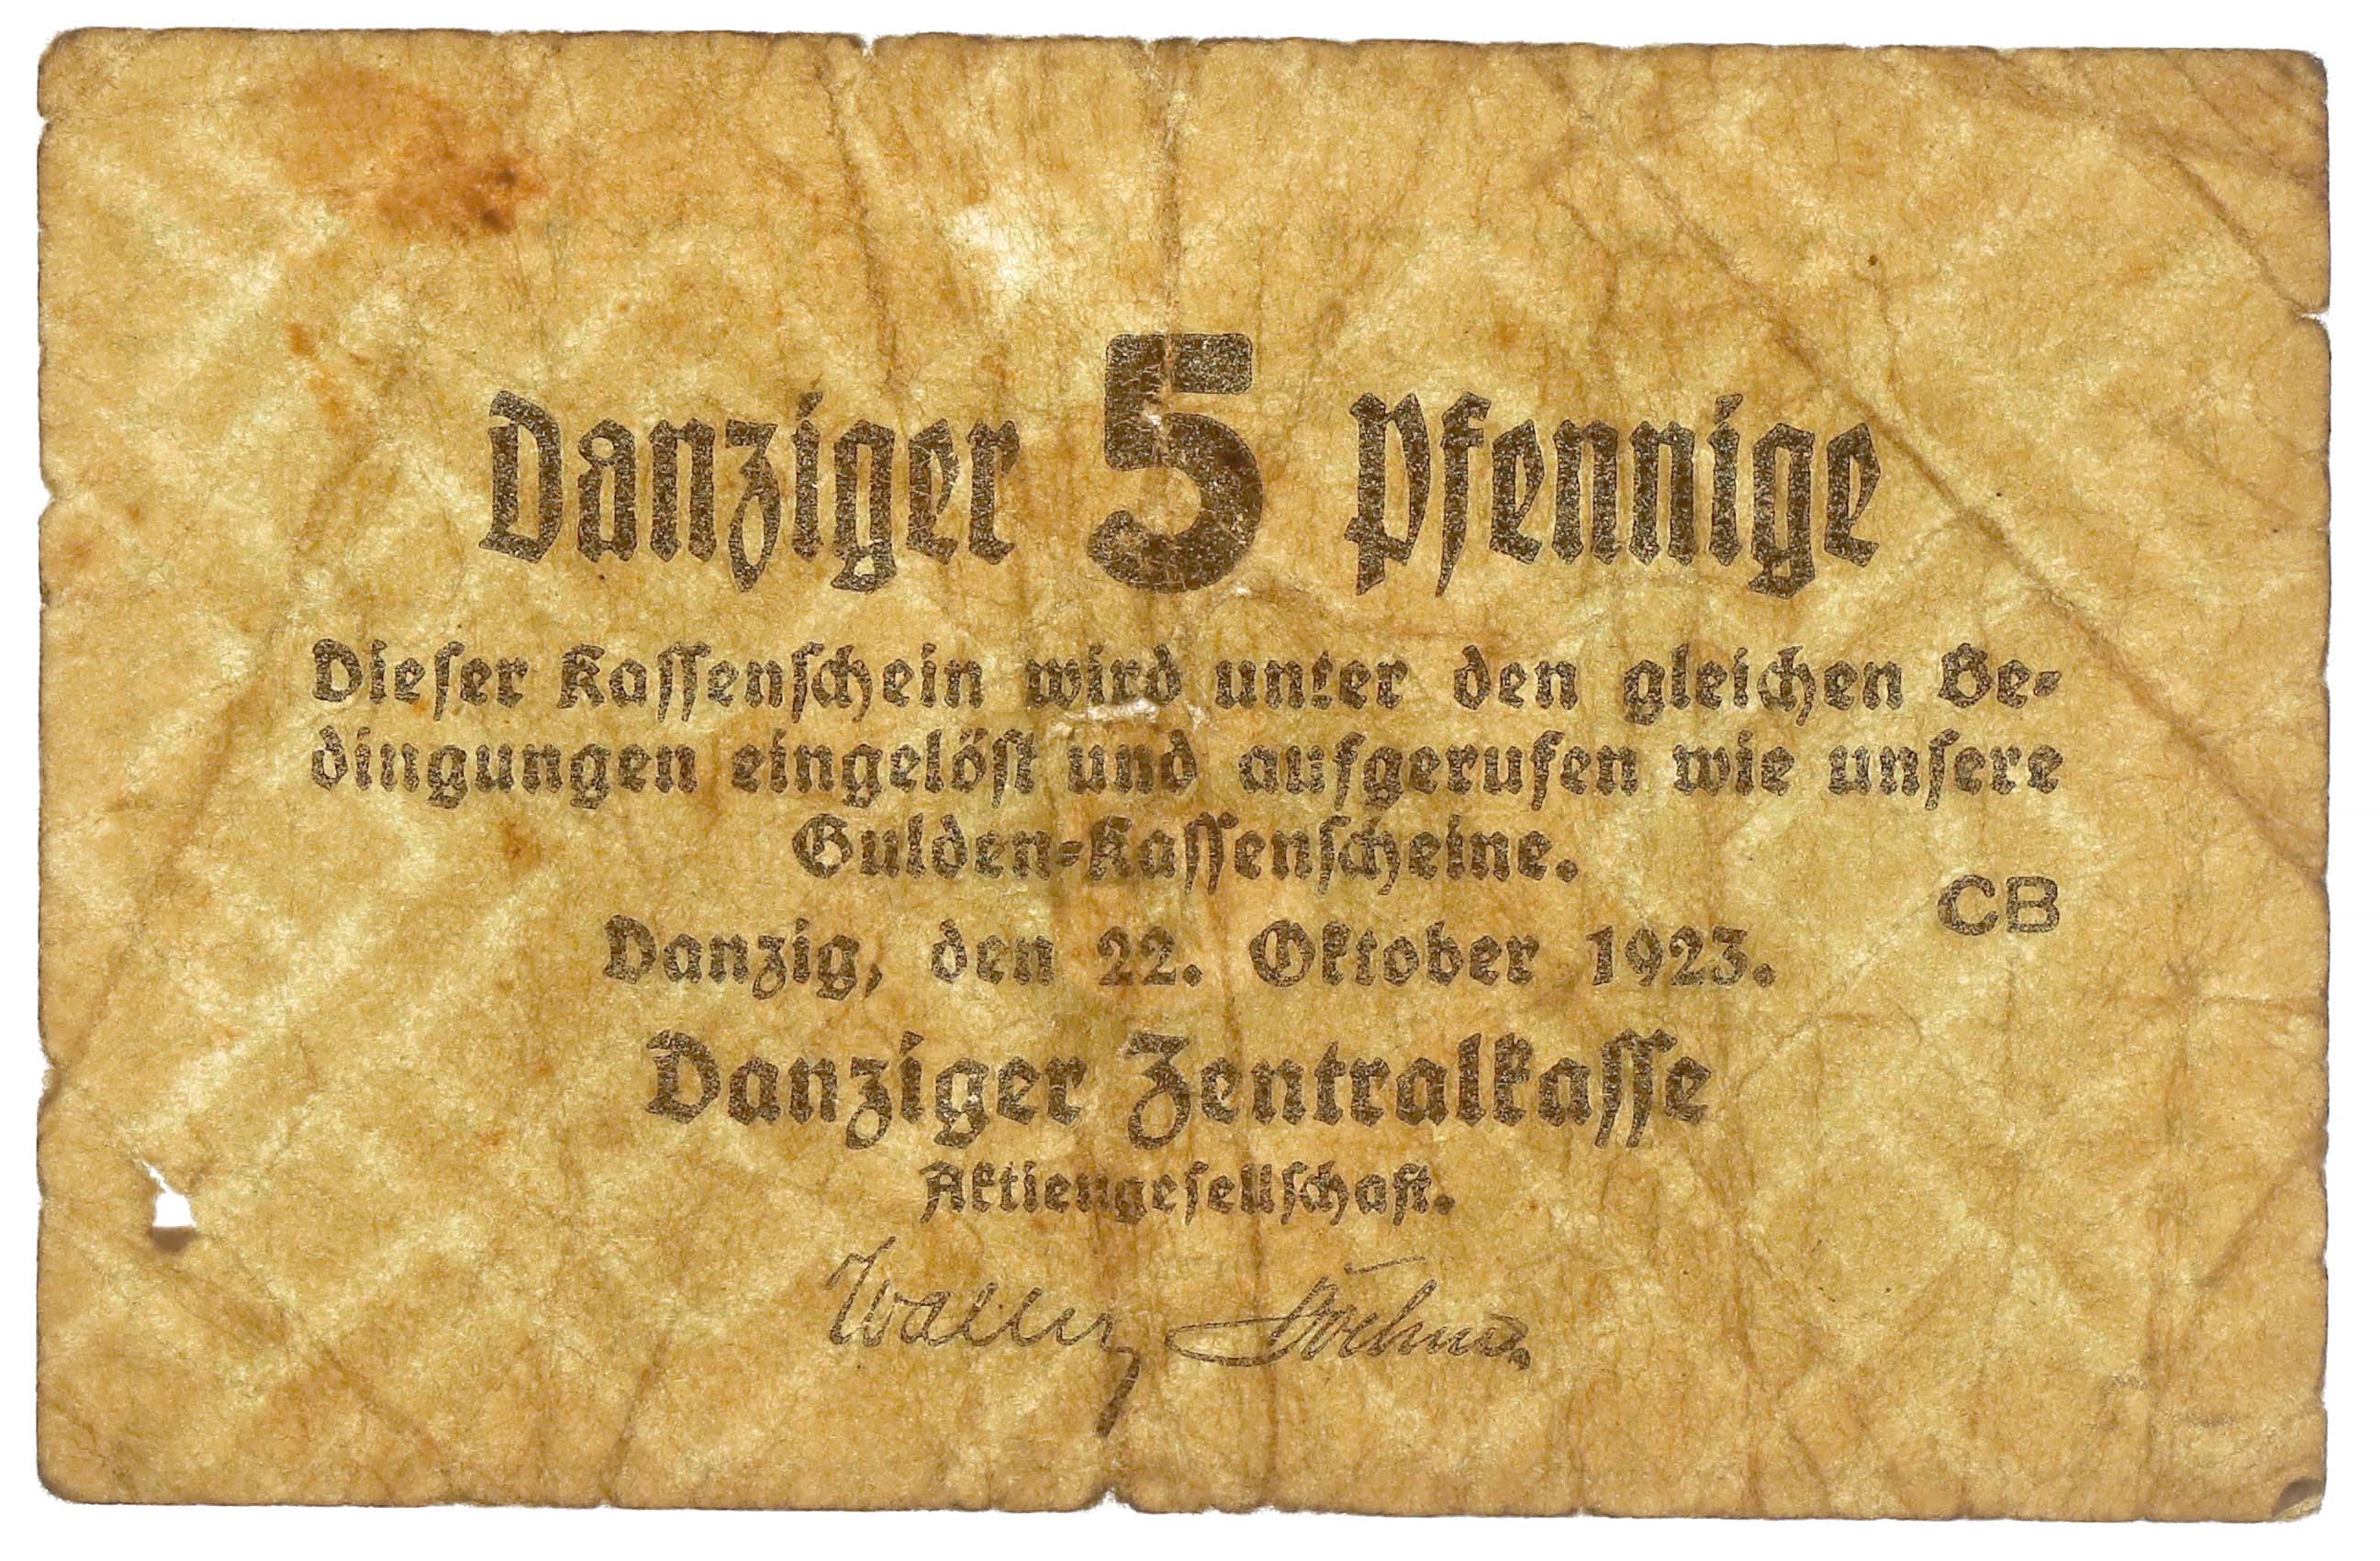 Danziger 5 Pfennige
Dieser Kassenschein wird unter den gleichen Be-
dingungen eingelöst und aufgerufen wie unsere
Gulden-Kassenscheine.
CB
Danzig, den 22. Oktober 1923.
Danziger Zentralkasse
Aktiengesellschaft.